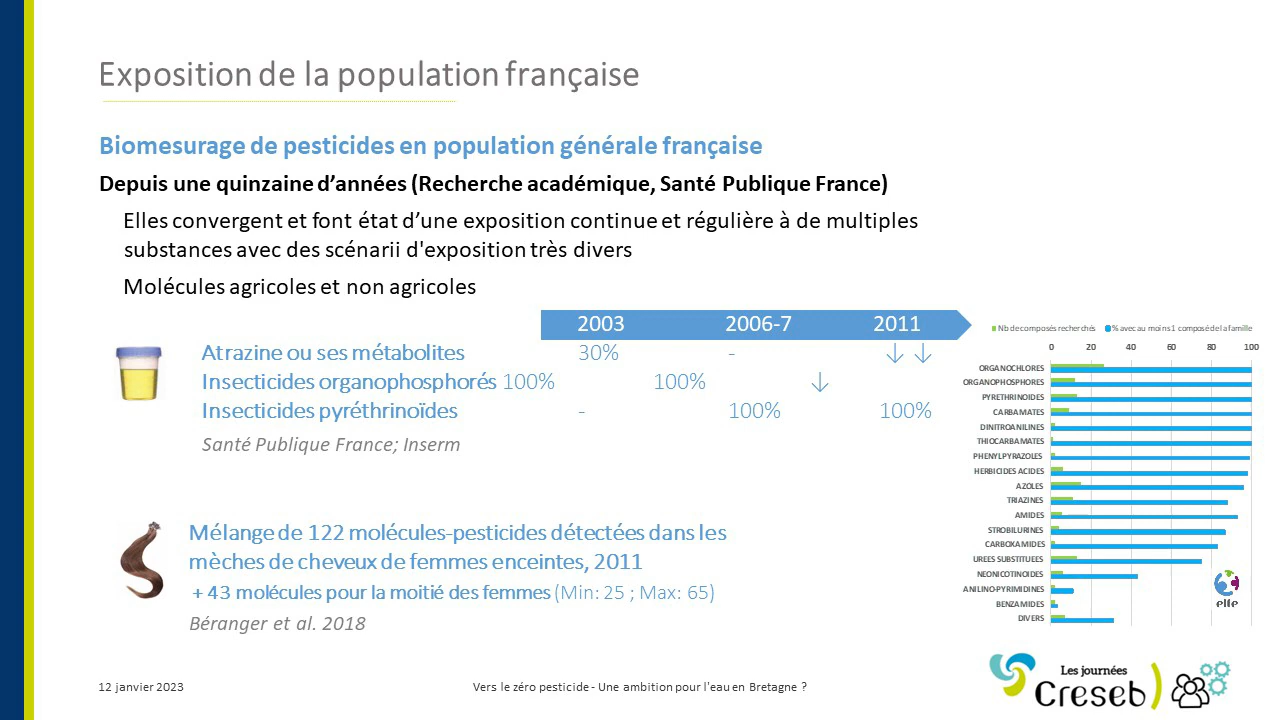 Exposition de la population française
Biomesurage de pesticides en population générale française
Depuis une quinzaine d’années (Recherche académique, Santé Publique France)
Elles convergent et font état d’une exposition continue et régulière à de multiples
substances avec des scénarii d'exposition très divers
Molécules agricoles et non agricoles
2003 2006-7 2011
Atrazine ou ses métabolites 30% - ↓ ↓
Insecticides organophosphorés 100% 100% ↓
Insecticides pyréthrinoïdes - 100% 100%
Santé Publique France; Inserm
Mélange de 122 molécules-pesticides détectées dans les
mèches de cheveux de femmes enceintes, 2011
+ 43 molécules pour la moitié des femmes (Min: 25 ; Max: 65)
Béranger et al. 2018
Nb de composés recherchés % avec au moins 1 composé de la famille
0 20 40 60 80 100
ORGANOCHLORES
ORGANOPHOSPHORES
PYRETHRINOIDES
CARBAMATES
DINITROANILINES
THIOCARBAMATES
PHENYLPYRAZOLES
HERBICIDES ACIDES
AZOLES
TRIAZINES
AMIDES
STROBILURINES
CARBOXAMIDES
UREES SUBSTITUEES
NEONICOTINOIDES
ANILINO-PYRIMIDINES
BENZAMIDES
DIVERS
elfe
12 janvier 2023
Vers le zéro pesticide - Une ambition pour l'eau en Bretagne ?
Les journées
Creseb